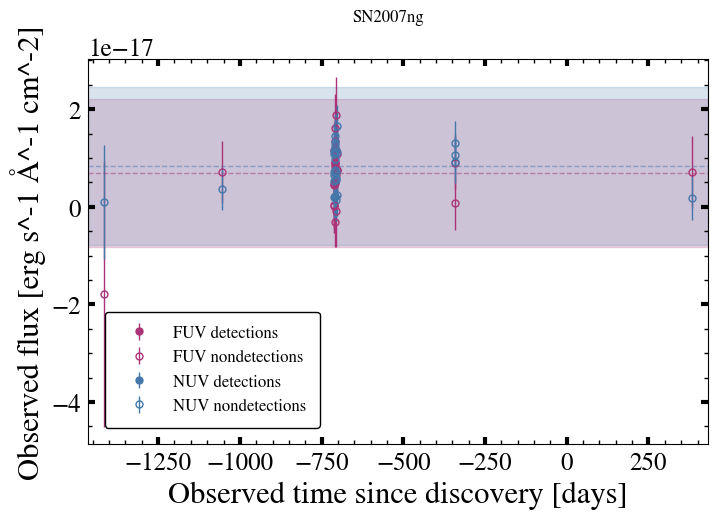 SN2007ng
1e−17
2
0
−2
−4
Observed flux [erg s^-1 Å^-1 cm^-2]
FUV detections
FUV nondetections
NUV detections
NUV nondetections
−1250 −1000 −750 −500 −250 0 250
Observed time since discovery [days]